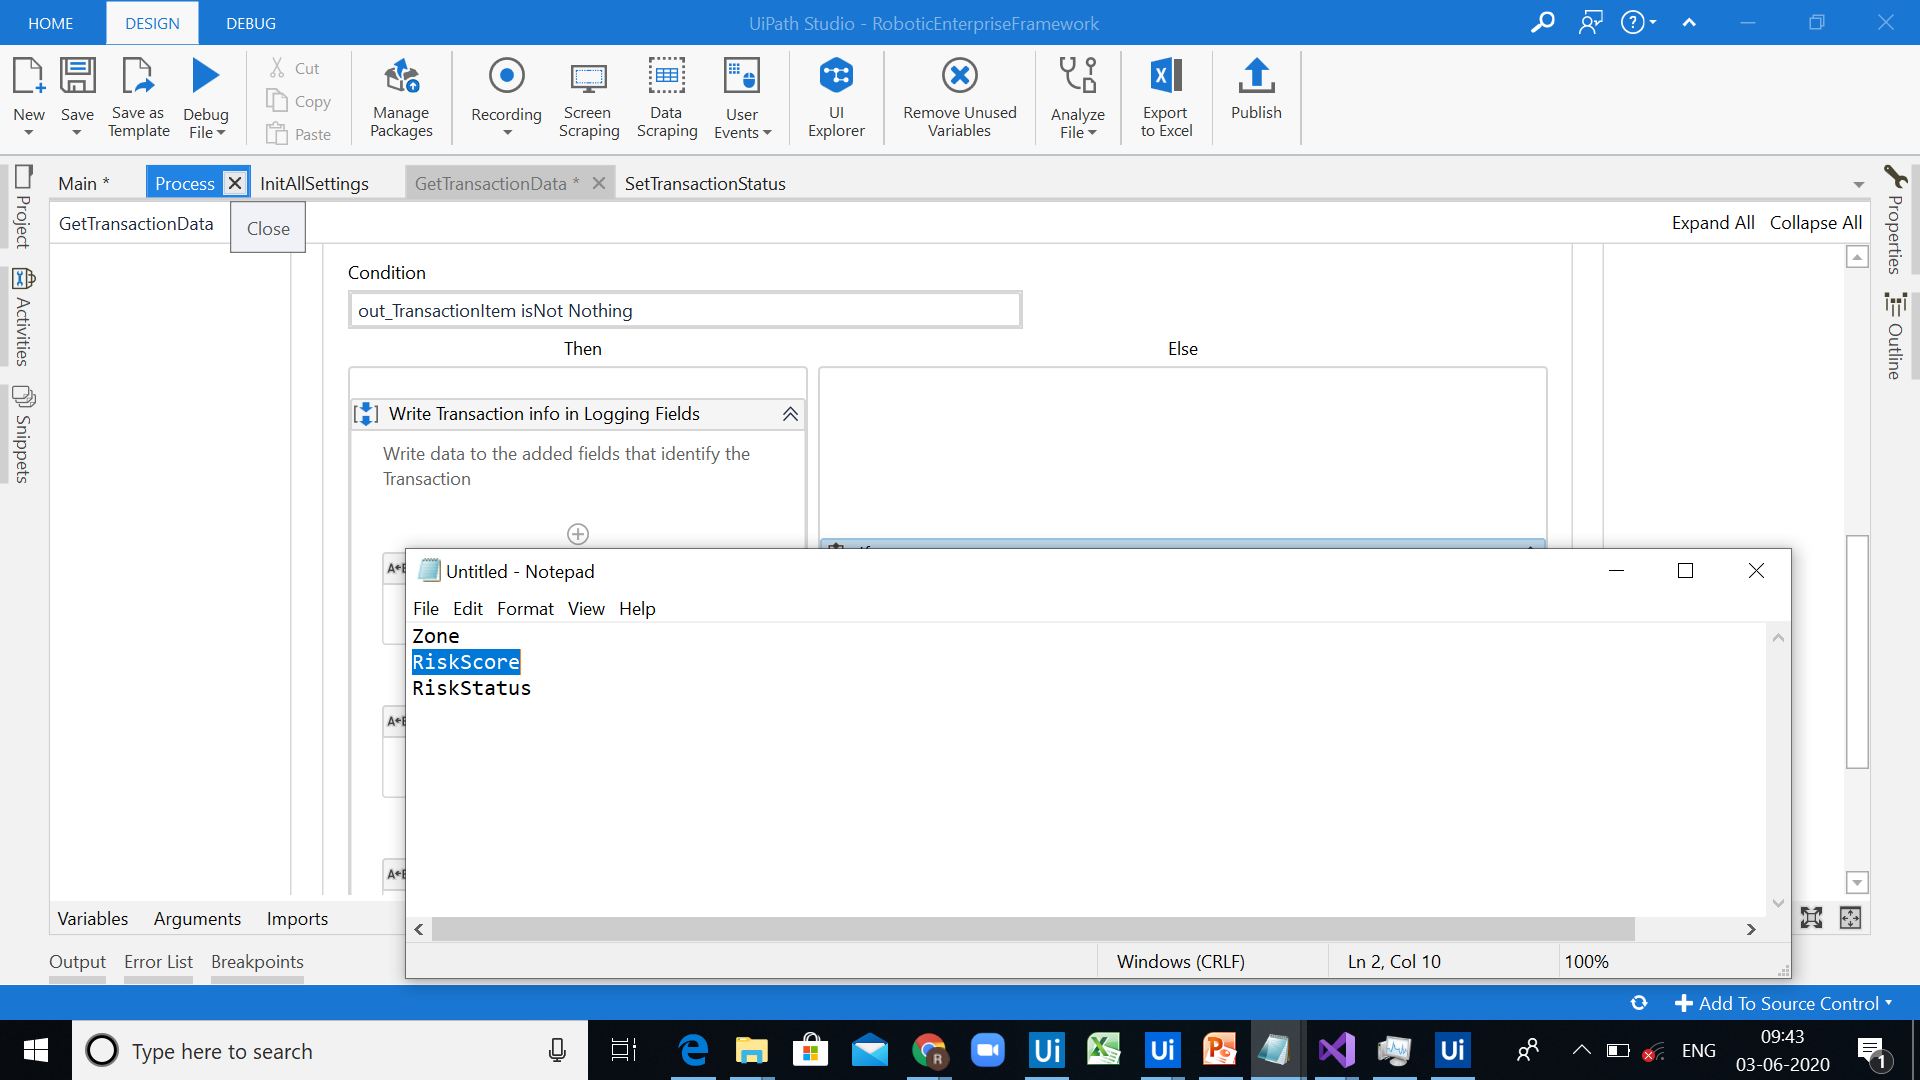 HOME DESIGN DEBUG UiPath Studio - RoboticEnterpriseFramework
New Save Save as Template Debug File Cut Copy Paste Manage Packages Recording Screen Scraping Data Scraping User Events UI Explorer Remove Unused Variables Analyze File Export to Excel Publish
Main * Process InitAllSettings GetTransactionData * SetTransactionStatus
GetTransactionData Close Expand All Collapse All
Project
Activities
Snippets
Properties
Outline
Condition
out_TransactionItem isNot Nothing
Then Else
Write Transaction info in Logging Fields
Write data to the added fields that identify the
Transaction
Untitled - Notepad
File Edit Format View Help
Zone
RiskScore
RiskStatus
Windows (CRLF) Ln 2, Col 10 100%
Variables Arguments Imports
Output Error List Breakpoints
Add To Source Control
Type here to search
ENG
09:43
03-06-2020
1